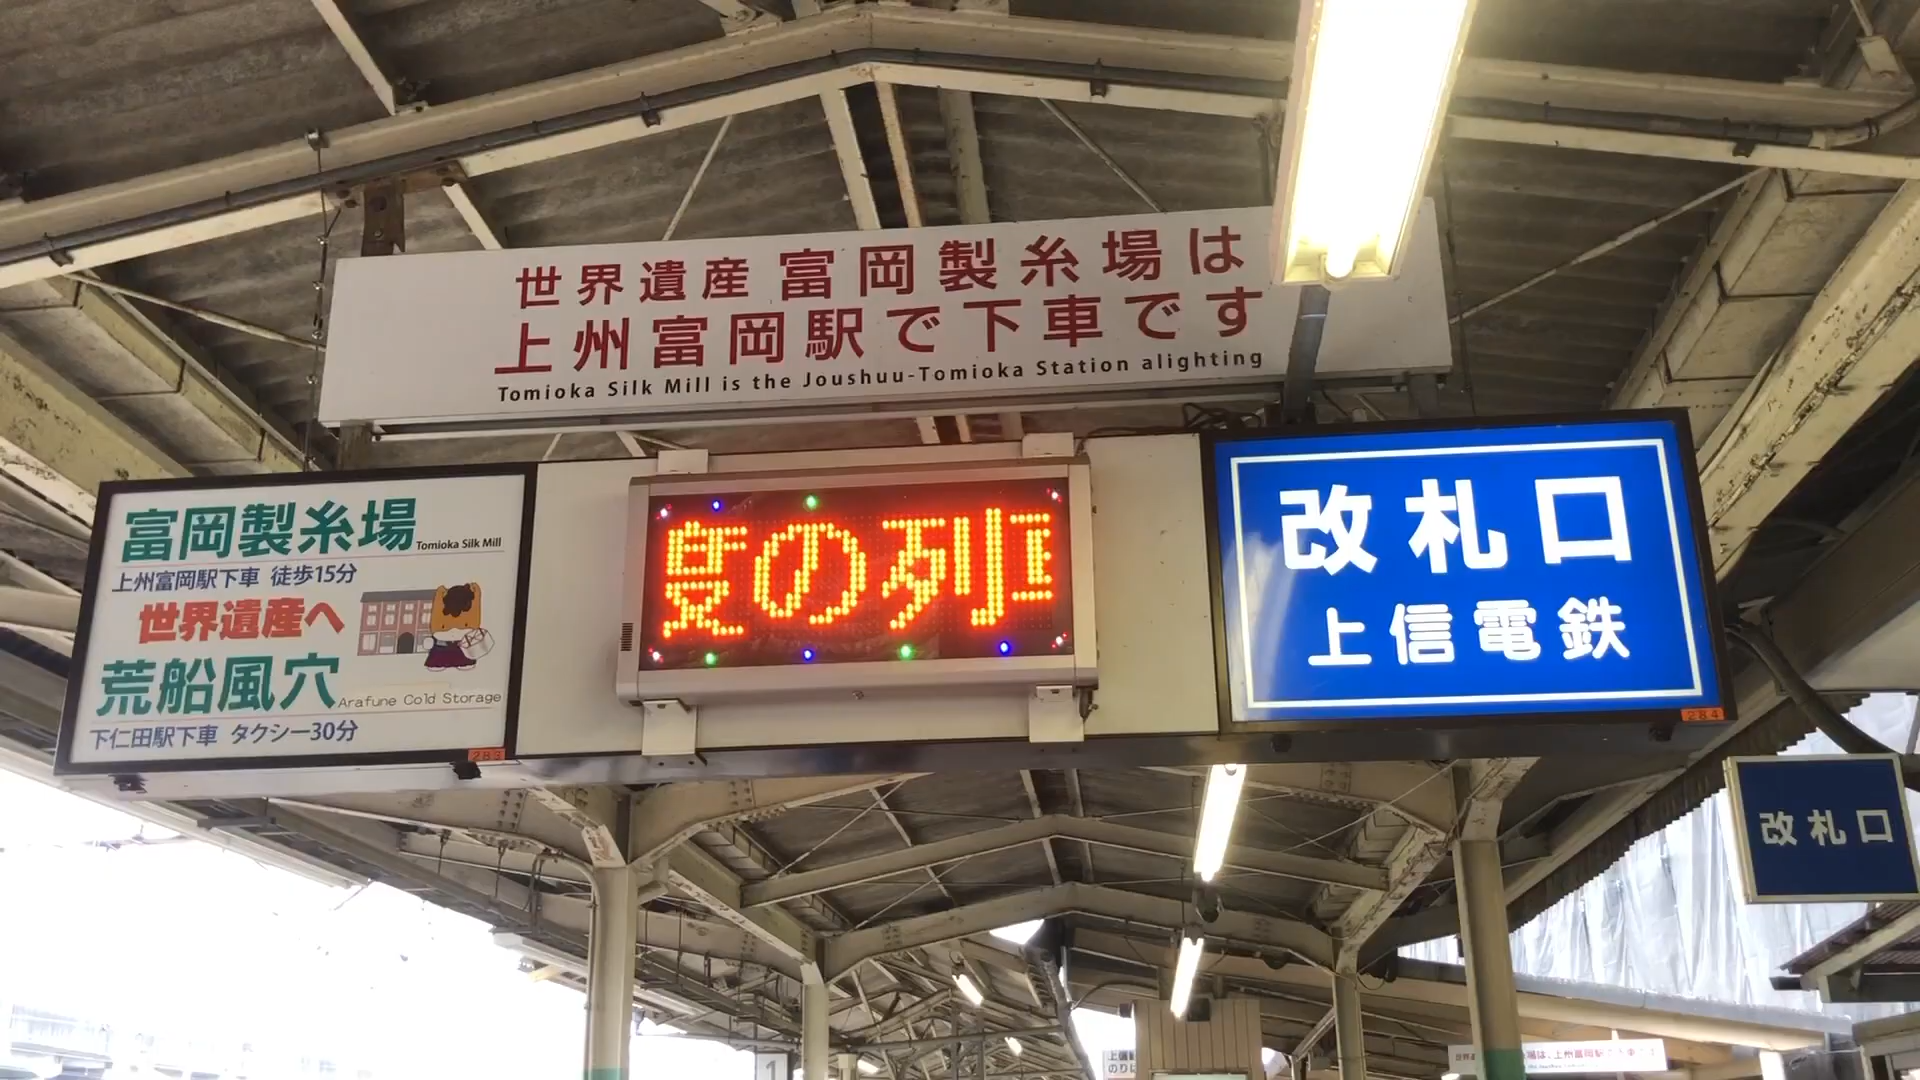 世界遺産 富岡製糸場は
上州富岡駅で下車です
Tomioka Silk Mill is the Joushuu-Tomioka Station alighting
富岡製糸場 Tomioka Silk Mill
上州富岡駅下車 徒歩15分
世界遺産へ
荒船風穴 Arafune Cold Storage
下仁田駅下車 タクシー30分
283
の列
改札口
上信電鉄
284
改札口
1